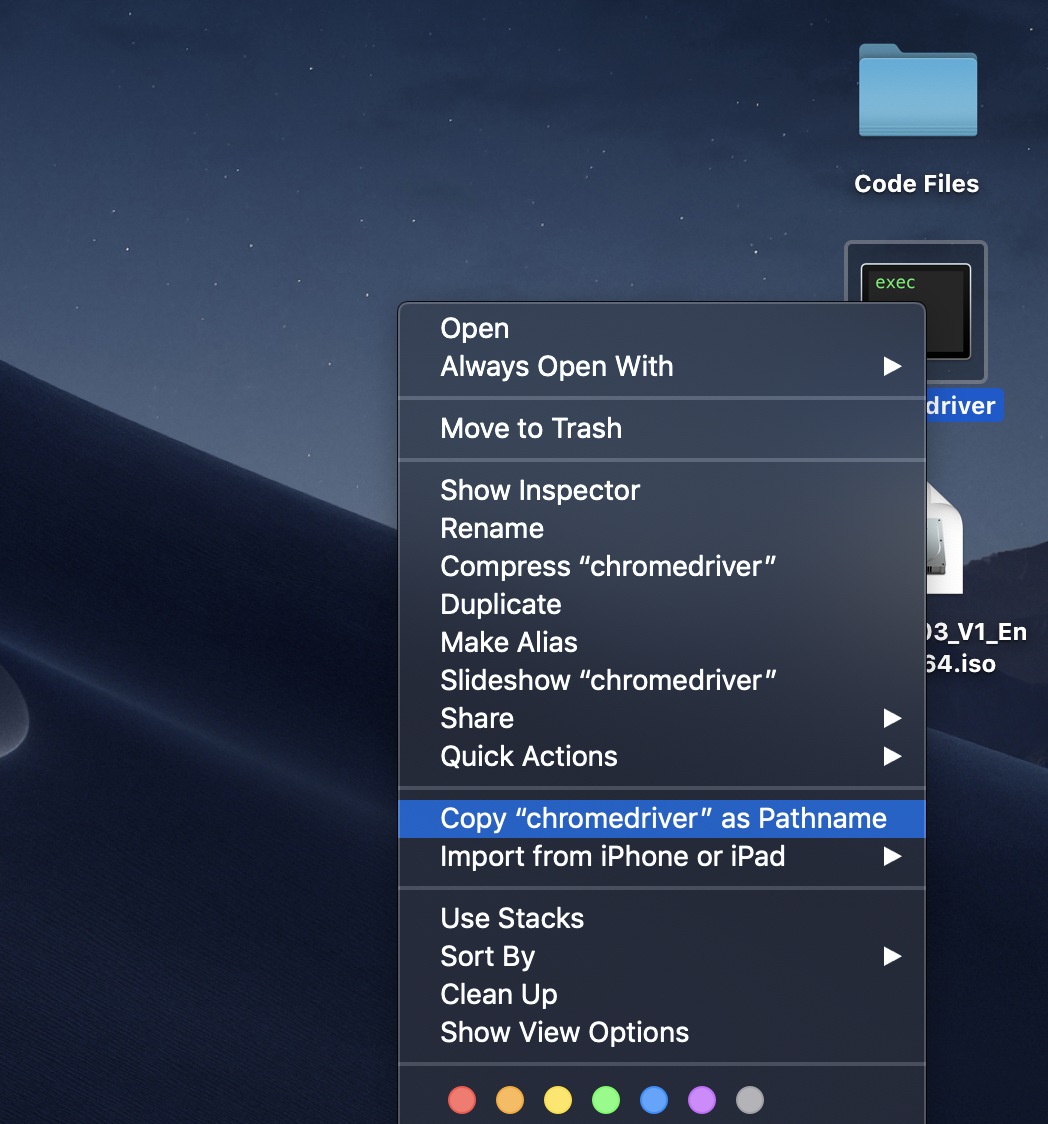 Code Files
exec
Open
Always Open With
Move to Trash
driver
Show Inspector
Rename
Compress “chromedriver”
Duplicate
Make Alias
03_V1_En
64.iso
Slideshow “chromedriver”
Share
Quick Actions
Copy “chromedriver” as Pathname
Import from iPhone or iPad
Use Stacks
Sort By
Clean Up
Show View Options